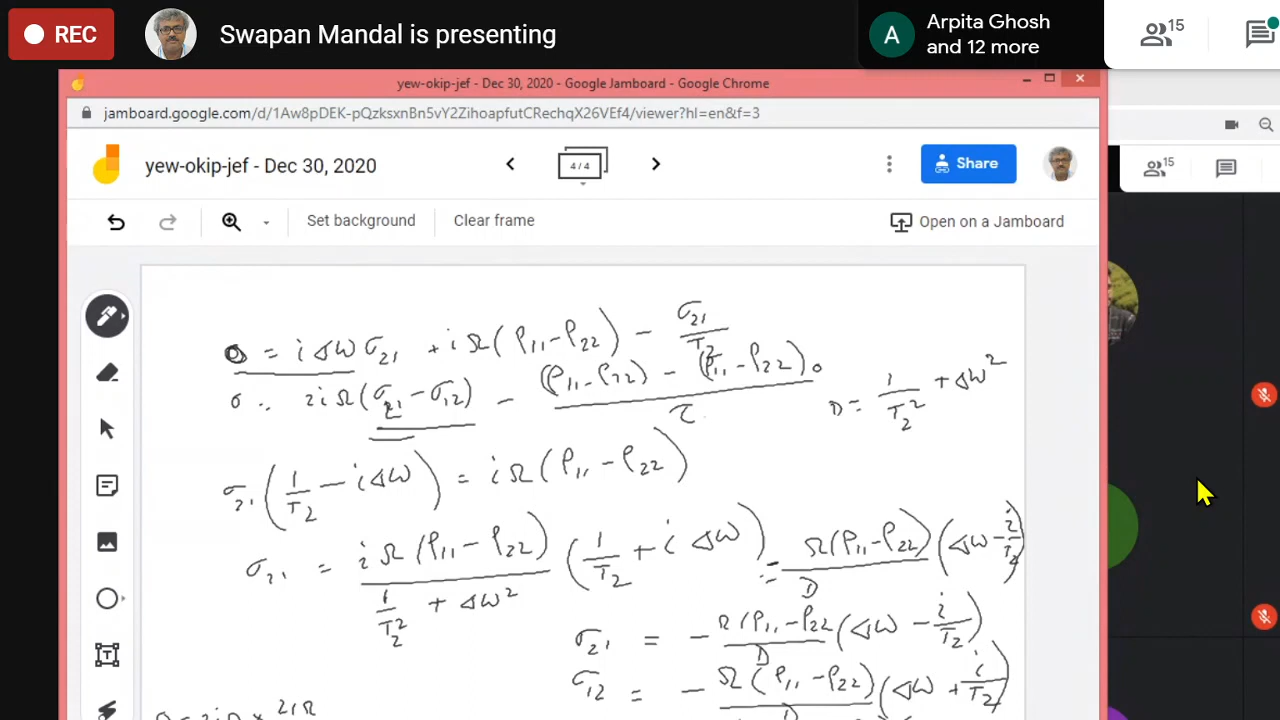 REC
Swapan Mandal is presenting
A
Arpita Ghosh
and 12 more
15
yew-okip-jef - Dec 30, 2020 - Google Jamboard - Google Chrome
jamboard.google.com/d/1Aw8pDEK-pQzksxnBn5vY2ZihoapfutCRechqX26VEf4/viewer?hl=en&f=3
yew-okip-jef - Dec 30, 2020
4/4
Share
15
Set background
Clear frame
Open on a Jamboard
0 = iΔω σ21 + iΩ(ρ11 − ρ22) − σ21/T2
0 = 2iΩ(σ21 − σ12) − ((ρ11 − ρ22) − (ρ11 − ρ22)0)/τ
D = 1/T2² + Δω²
σ21 (1/T2 − iΔω) = iΩ(ρ11 − ρ22)
σ21 = iΩ(ρ11 − ρ22)/(1/T2² + Δω²) (1/T2 + iΔω) = − Ω(ρ11 − ρ22)/D (Δω − i/T2)
σ21 = − Ω(ρ11 − ρ22)/D (Δω − i/T2)
σ12 = − Ω(ρ11 − ρ22)/D (Δω + i/T2)